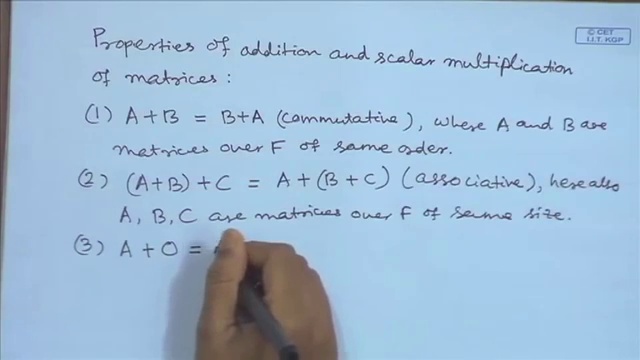 © CET
I.I.T. KGP
Properties of addition and scalar multiplication
of matrices :
(1) A+B = B+A (commutative), where A and B are
matrices over F of same order.
(2) (A+B)+C = A+(B+C) (associative), here also
A, B, C are matrices over F of same size.
(3) A + O =